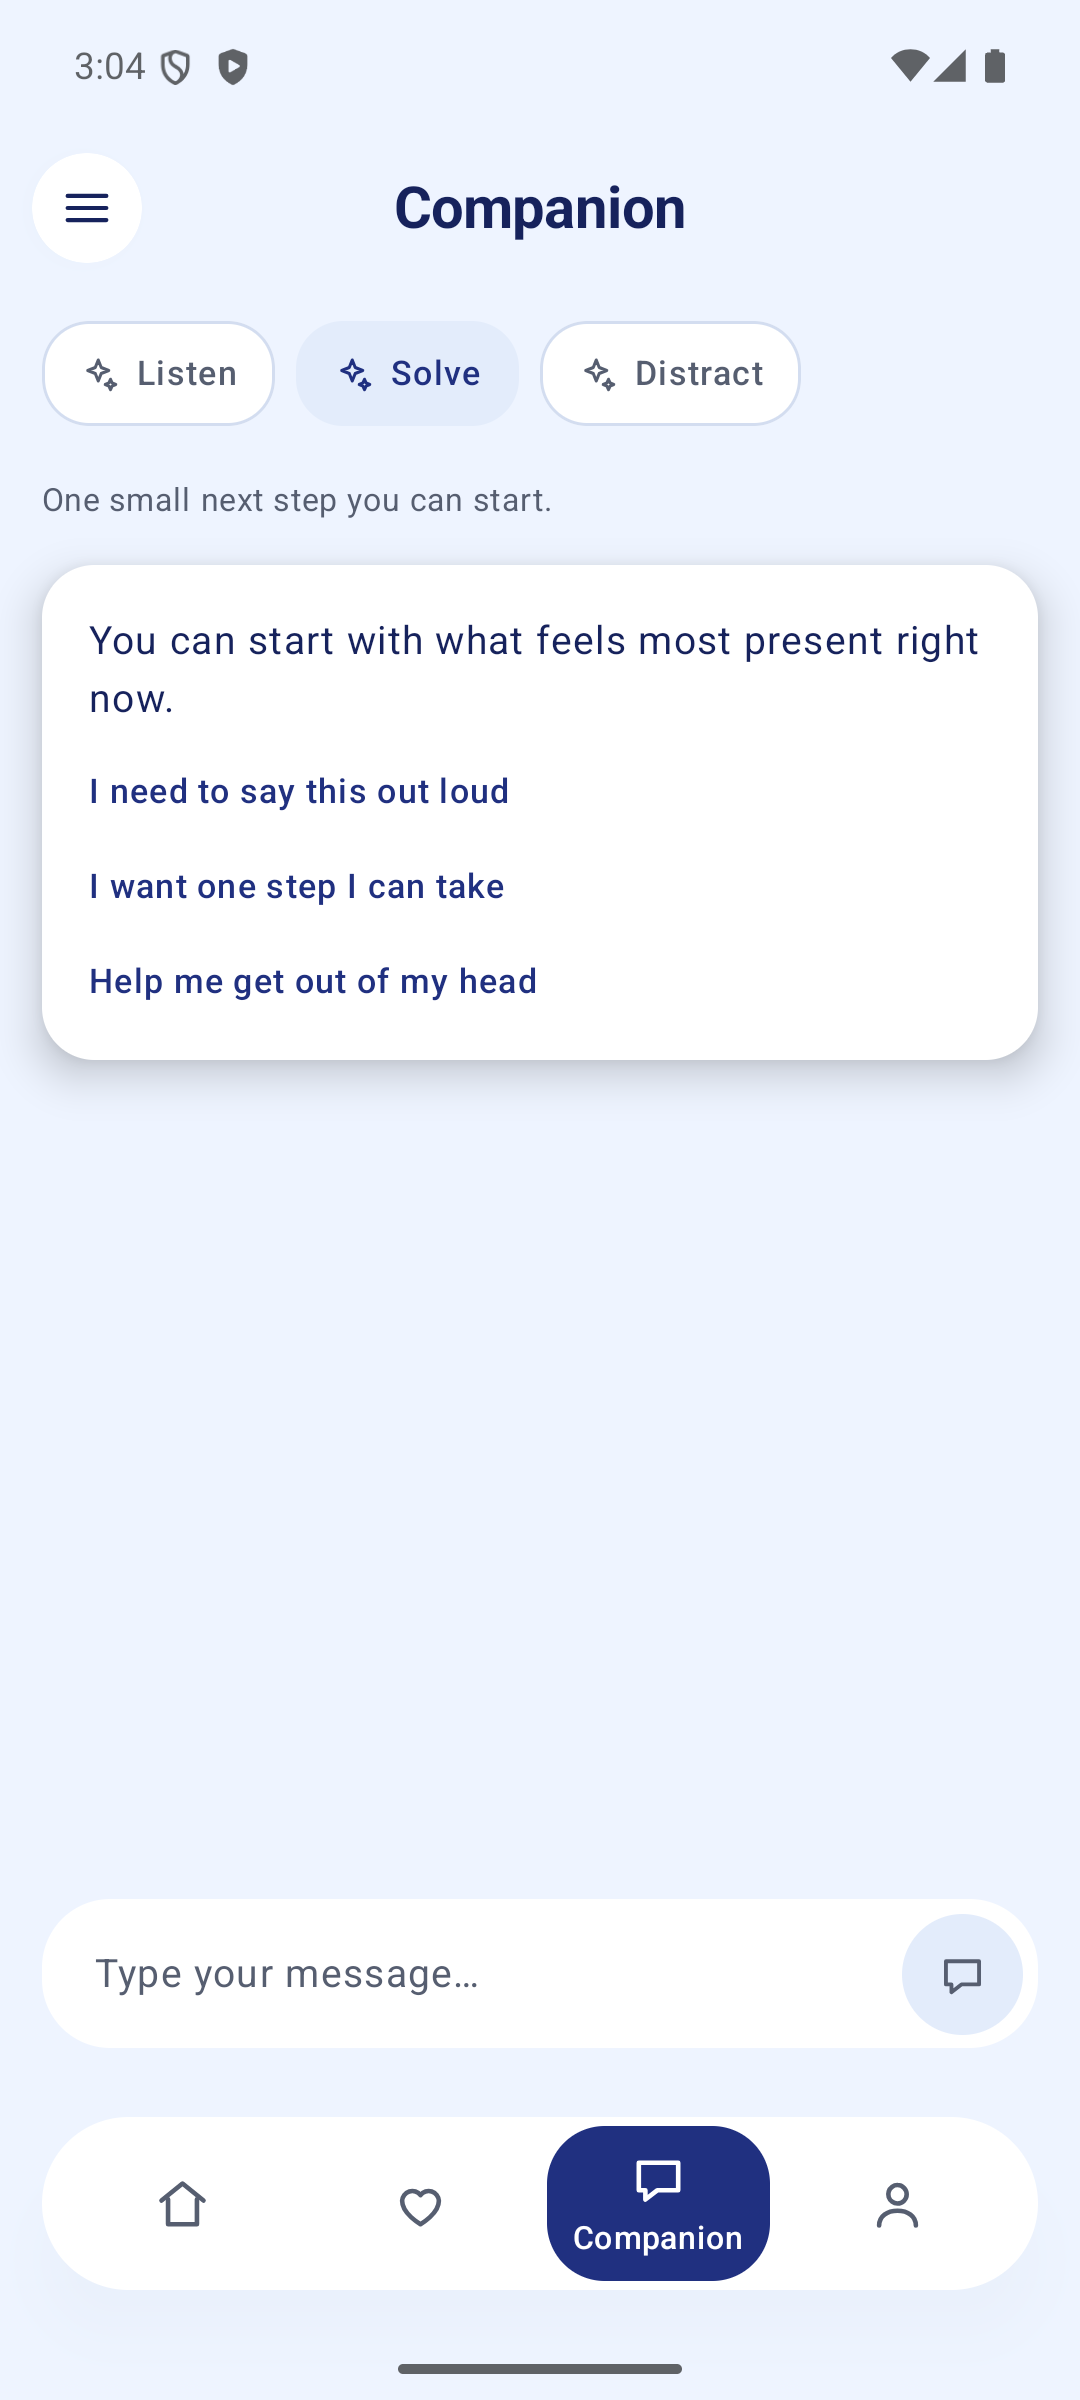 3:04
Companion
Listen
Solve
Distract
One small next step you can start.
You can start with what feels most present right
now.
I need to say this out loud
I want one step I can take
Help me get out of my head
Type your message…
Companion